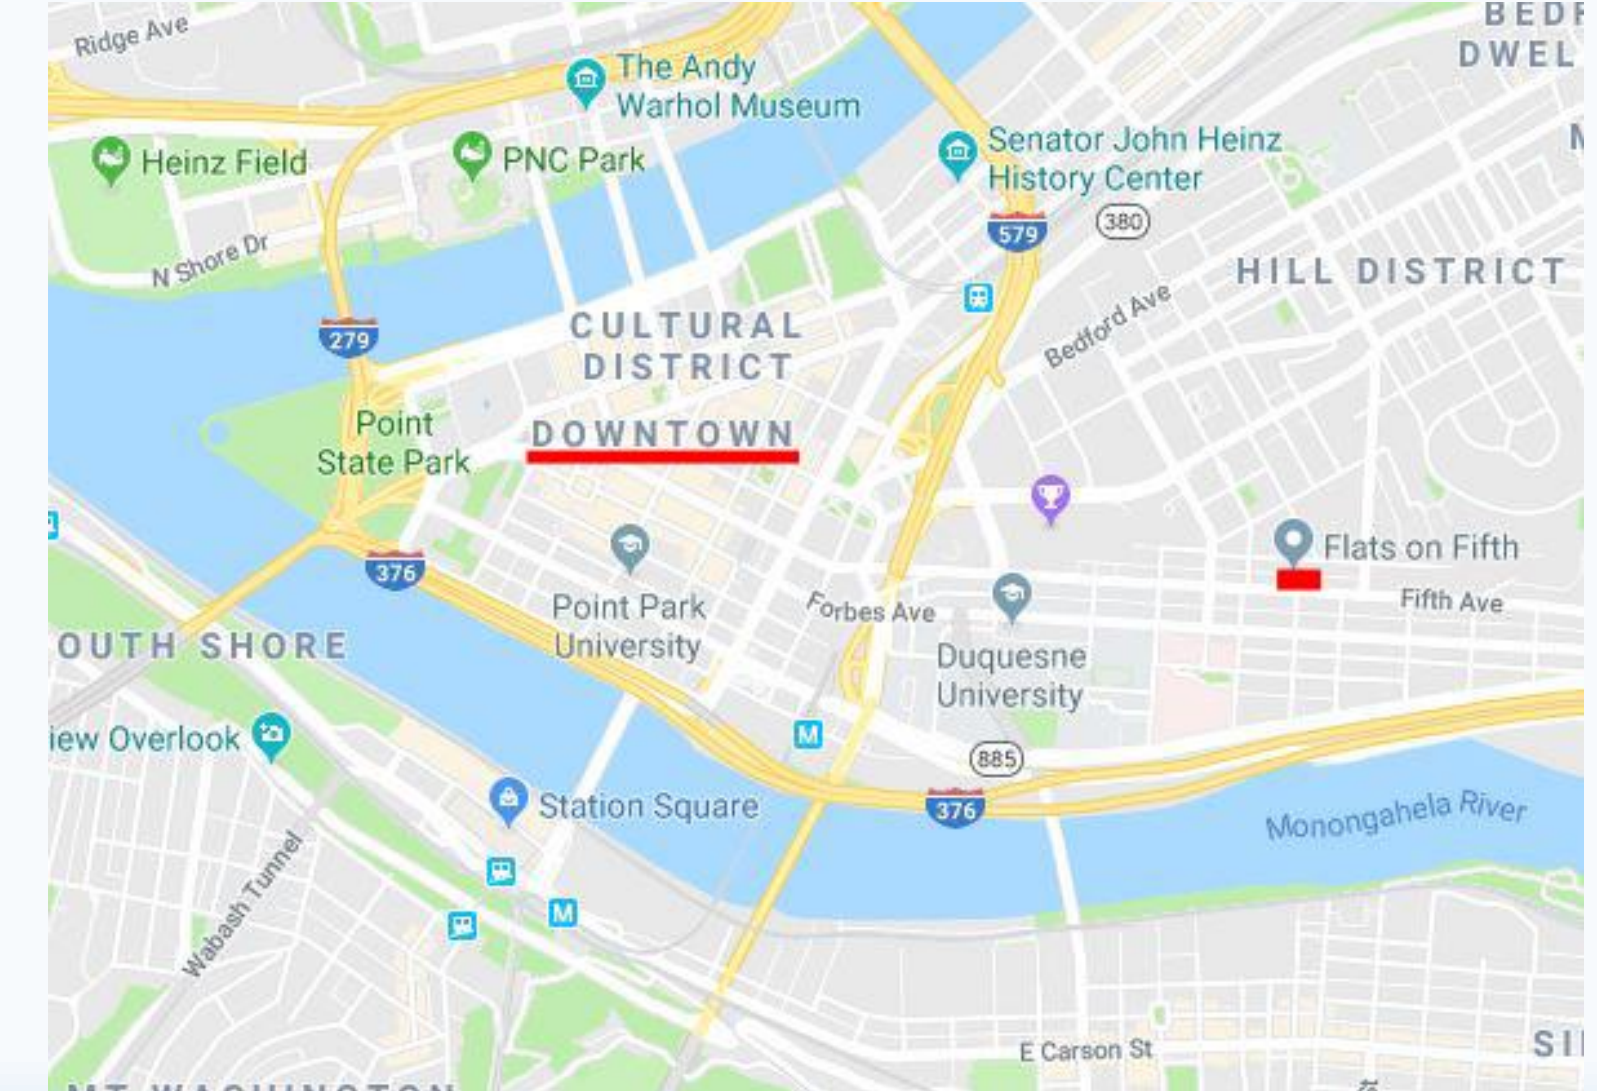 Ridge Ave
The Andy
Warhol Museum
BEDR
DWEL
Heinz Field
PNC Park
Senator John Heinz
History Center
579
380
N Shore Dr
HILL DISTRICT
279
CULTURAL
DISTRICT
Bedford Ave
Point
State Park
DOWNTOWN
376
Flats on Fifth
Point Park
University
Forbes Ave
Fifth Ave
OUTH SHORE
Duquesne
University
iew Overlook
M
885
Station Square
376
Monongahela River
Wabash Tunnel
M
E Carson St
MT WASHINGTON